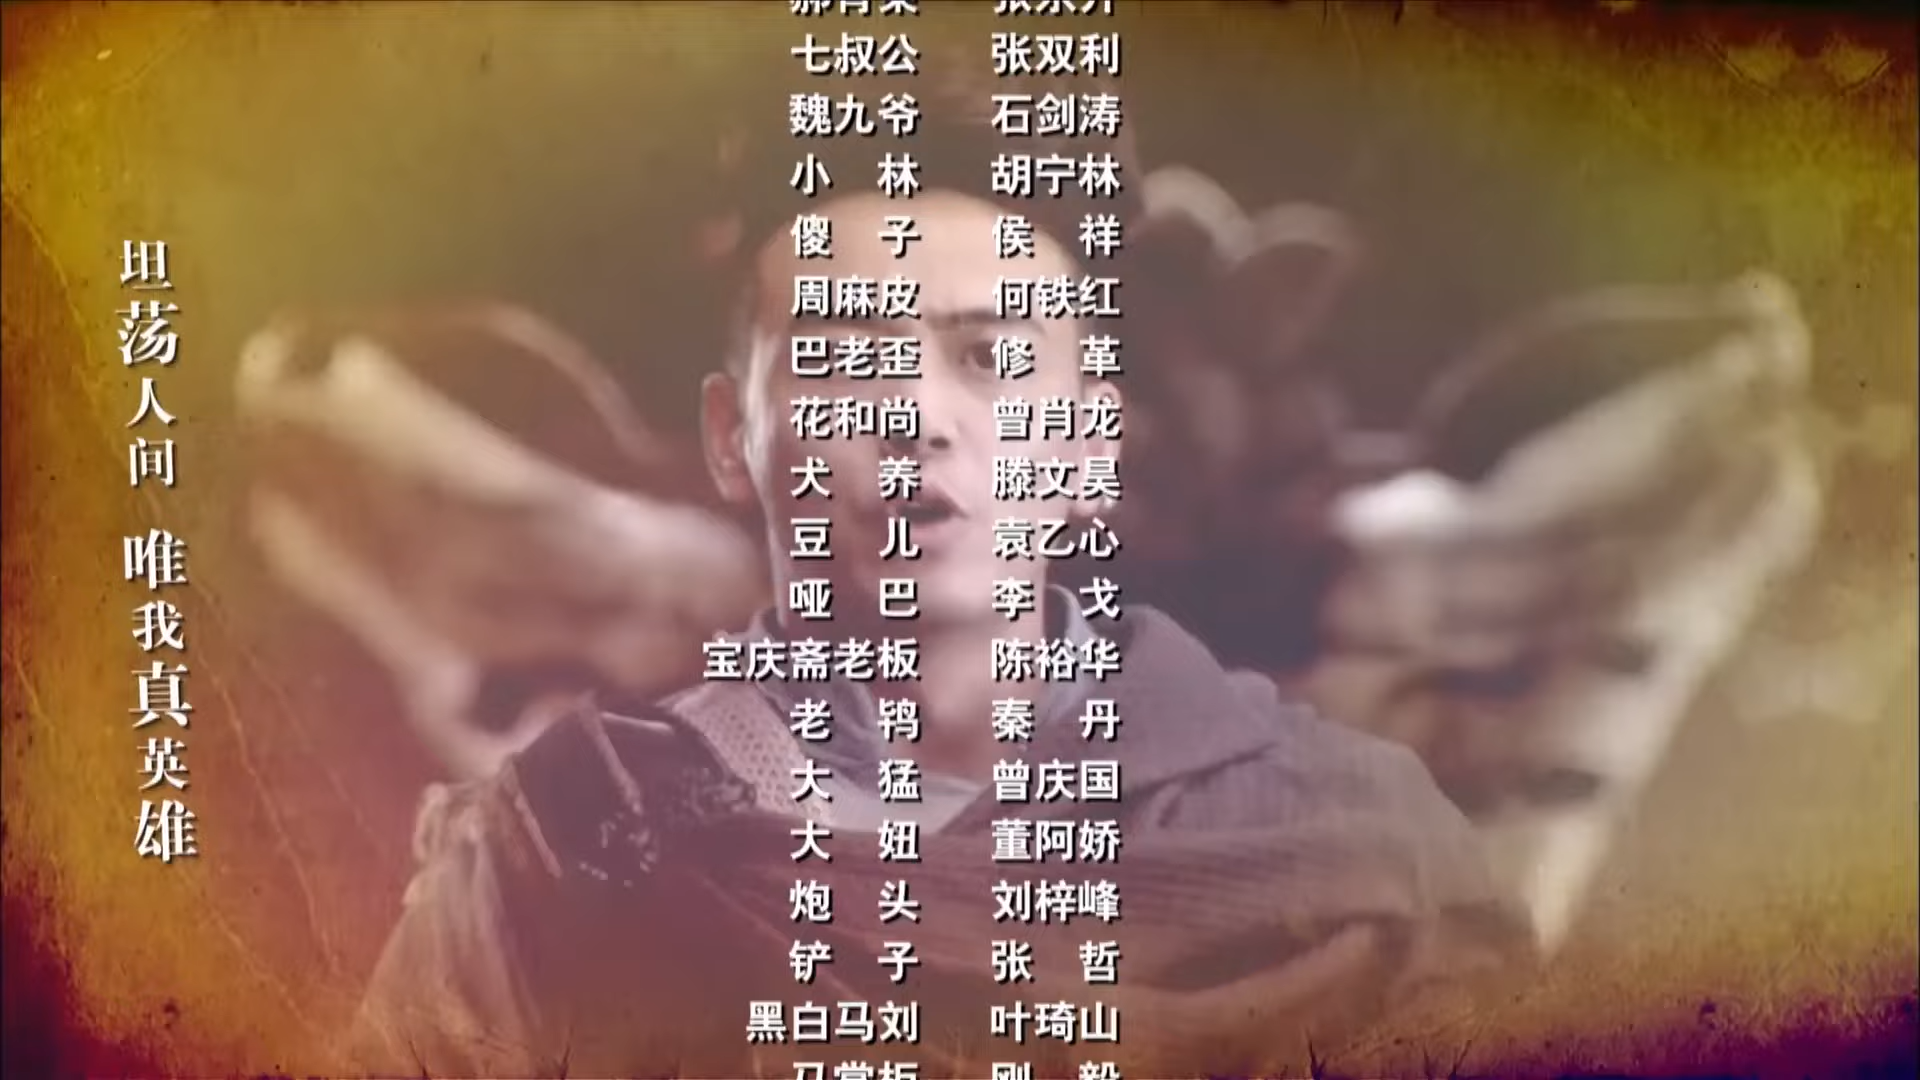 七叔公 张双利
魏九爷 石剑涛
小 林 胡宁林
傻 子 侯 祥
周麻皮 何铁红
巴老歪 修 革
花和尚 曾肖龙
犬 养 滕文昊
豆 儿 袁乙心
哑 巴 李 戈
宝庆斋老板 陈裕华
老 鸨 秦 丹
大 猛 曾庆国
大 妞 董阿娇
炮 头 刘梓峰
铲 子 张 哲
黑白马刘 叶琦山
坦荡人间 唯我真英雄